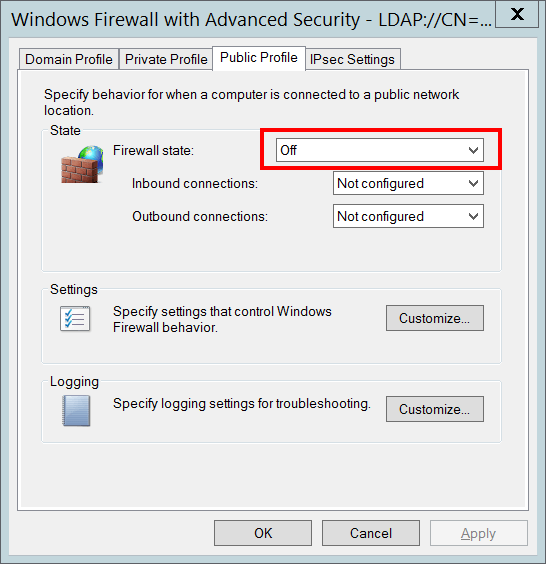 Windows Firewall with Advanced Security - LDAP://CN=...
X
Domain Profile
Private Profile
Public Profile
IPsec Settings
Specify behavior for when a computer is connected to a public network
location.
State
Firewall state:
Off
Inbound connections:
Not configured
Outbound connections:
Not configured
Settings
Specify settings that control Windows
Firewall behavior.
Customize...
Logging
Specify logging settings for troubleshooting.
Customize...
OK
Cancel
Apply